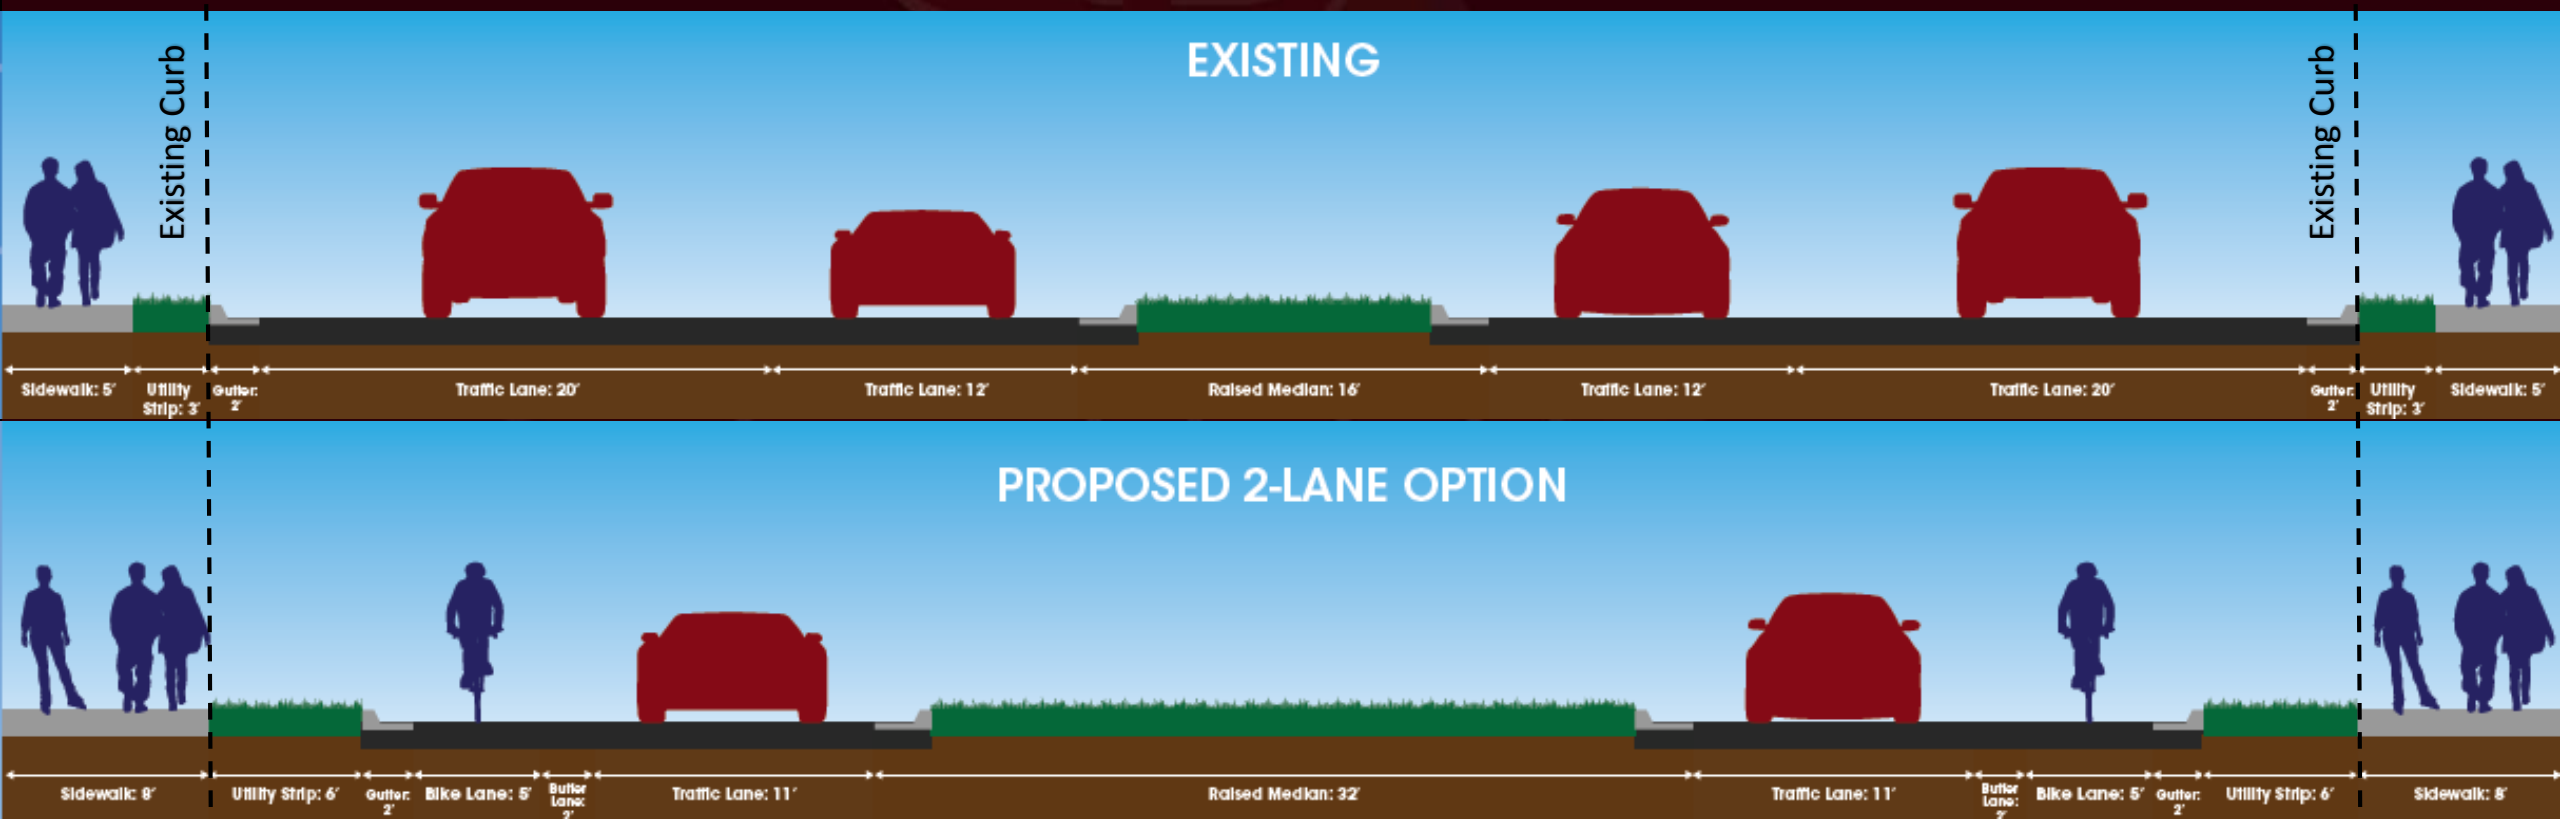 Existing Curb
EXISTING
Existing Curb
Sidewalk: 5′
Utility
Strip: 3′
Gutter:
2′
Traffic Lane: 20′
Traffic Lane: 12′
Raised Median: 16′
Traffic Lane: 12′
Traffic Lane: 20′
Gutter:
2′
Utility
Strip: 3′
Sidewalk: 5′
PROPOSED 2-LANE OPTION
Sidewalk: 8′
Utility Strip: 6′
Gutter:
2′
Bike Lane: 5′
Buffer
Lane:
2′
Traffic Lane: 11′
Raised Median: 32′
Traffic Lane: 11′
Buffer
Lane:
2′
Bike Lane: 5′
Gutter:
2′
Utility Strip: 6′
Sidewalk: 8′